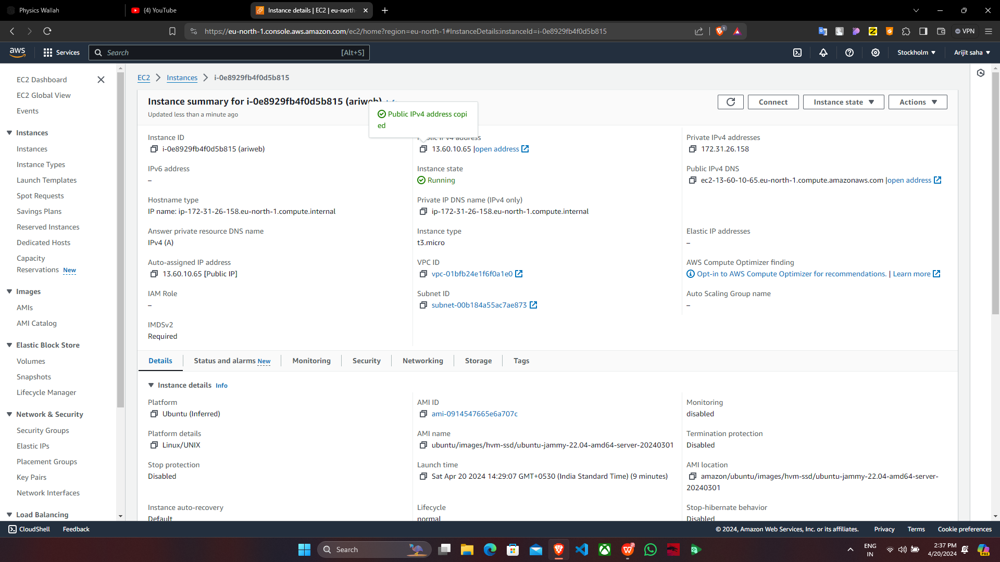 Physics Wallah
(4) YouTube
Instance details | EC2 | eu-north-
https://eu-north-1.console.aws.amazon.com/ec2/home?region=eu-north-1#InstanceDetails:instanceId=i-0e8929fb4f0d5b815
1
VPN
aws
Services
Search
[Alt+S]
Stockholm
Arijit saha
EC2 Dashboard
EC2 Global View
Events
Instances
Instances
Instance Types
Launch Templates
Spot Requests
Savings Plans
Reserved Instances
Dedicated Hosts
Capacity
Reservations New
Images
AMIs
AMI Catalog
Elastic Block Store
Volumes
Snapshots
Lifecycle Manager
Network & Security
Security Groups
Elastic IPs
Placement Groups
Key Pairs
Network Interfaces
Load Balancing
EC2 > Instances > i-0e8929fb4f0d5b815
Instance summary for i-0e8929fb4f0d5b815 (ariweb)
Updated less than a minute ago
Connect
Instance state
Actions
Public IPv4 address copi
ed
Instance ID
i-0e8929fb4f0d5b815 (ariweb)
Public IPv4 address
13.60.10.65 |open address
Private IPv4 addresses
172.31.26.158
IPv6 address
–
Instance state
Running
Public IPv4 DNS
ec2-13-60-10-65.eu-north-1.compute.amazonaws.com |open address
Hostname type
IP name: ip-172-31-26-158.eu-north-1.compute.internal
Private IP DNS name (IPv4 only)
ip-172-31-26-158.eu-north-1.compute.internal
Answer private resource DNS name
IPv4 (A)
Instance type
t3.micro
Elastic IP addresses
–
Auto-assigned IP address
13.60.10.65 [Public IP]
VPC ID
vpc-01bfb24e1f6f0a1e0
AWS Compute Optimizer finding
Opt-in to AWS Compute Optimizer for recommendations. | Learn more
IAM Role
–
Subnet ID
subnet-00b184a55ac7ae873
Auto Scaling Group name
–
IMDSv2
Required
Details
Status and alarms New
Monitoring
Security
Networking
Storage
Tags
Instance details Info
Platform
Ubuntu (Inferred)
AMI ID
ami-0914547665e6a707c
Monitoring
disabled
Platform details
Linux/UNIX
AMI name
ubuntu/images/hvm-ssd/ubuntu-jammy-22.04-amd64-server-20240301
Termination protection
Disabled
Stop protection
Disabled
Launch time
Sat Apr 20 2024 14:29:07 GMT+0530 (India Standard Time) (9 minutes)
AMI location
amazon/ubuntu/images/hvm-ssd/ubuntu-jammy-22.04-amd64-server-
20240301
Instance auto-recovery
Default
Lifecycle
normal
Stop-hibernate behavior
Disabled
CloudShell
Feedback
© 2024, Amazon Web Services, Inc. or its affiliates.
Privacy
Terms
Cookie preferences
Search
ENG
IN
2:37 PM
4/20/2024
PRE